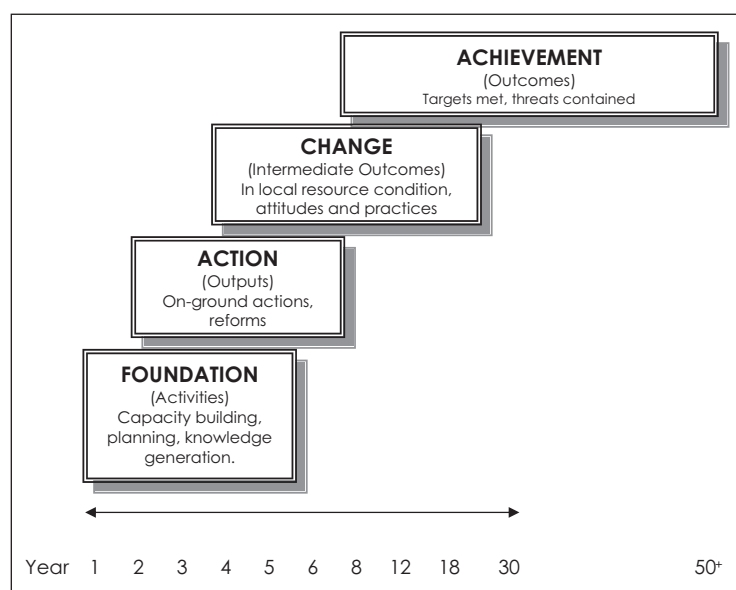 ACHIEVEMENT
(Outcomes)
Targets met, threats contained
CHANGE
(Intermediate Outcomes)
In local resource condition,
attitudes and practices
ACTION
(Outputs)
On-ground actions,
reforms
FOUNDATION
(Activities)
Capacity building,
planning, knowledge
generation.
Year 1 2 3 4 5 6 8 12 18 30 50+